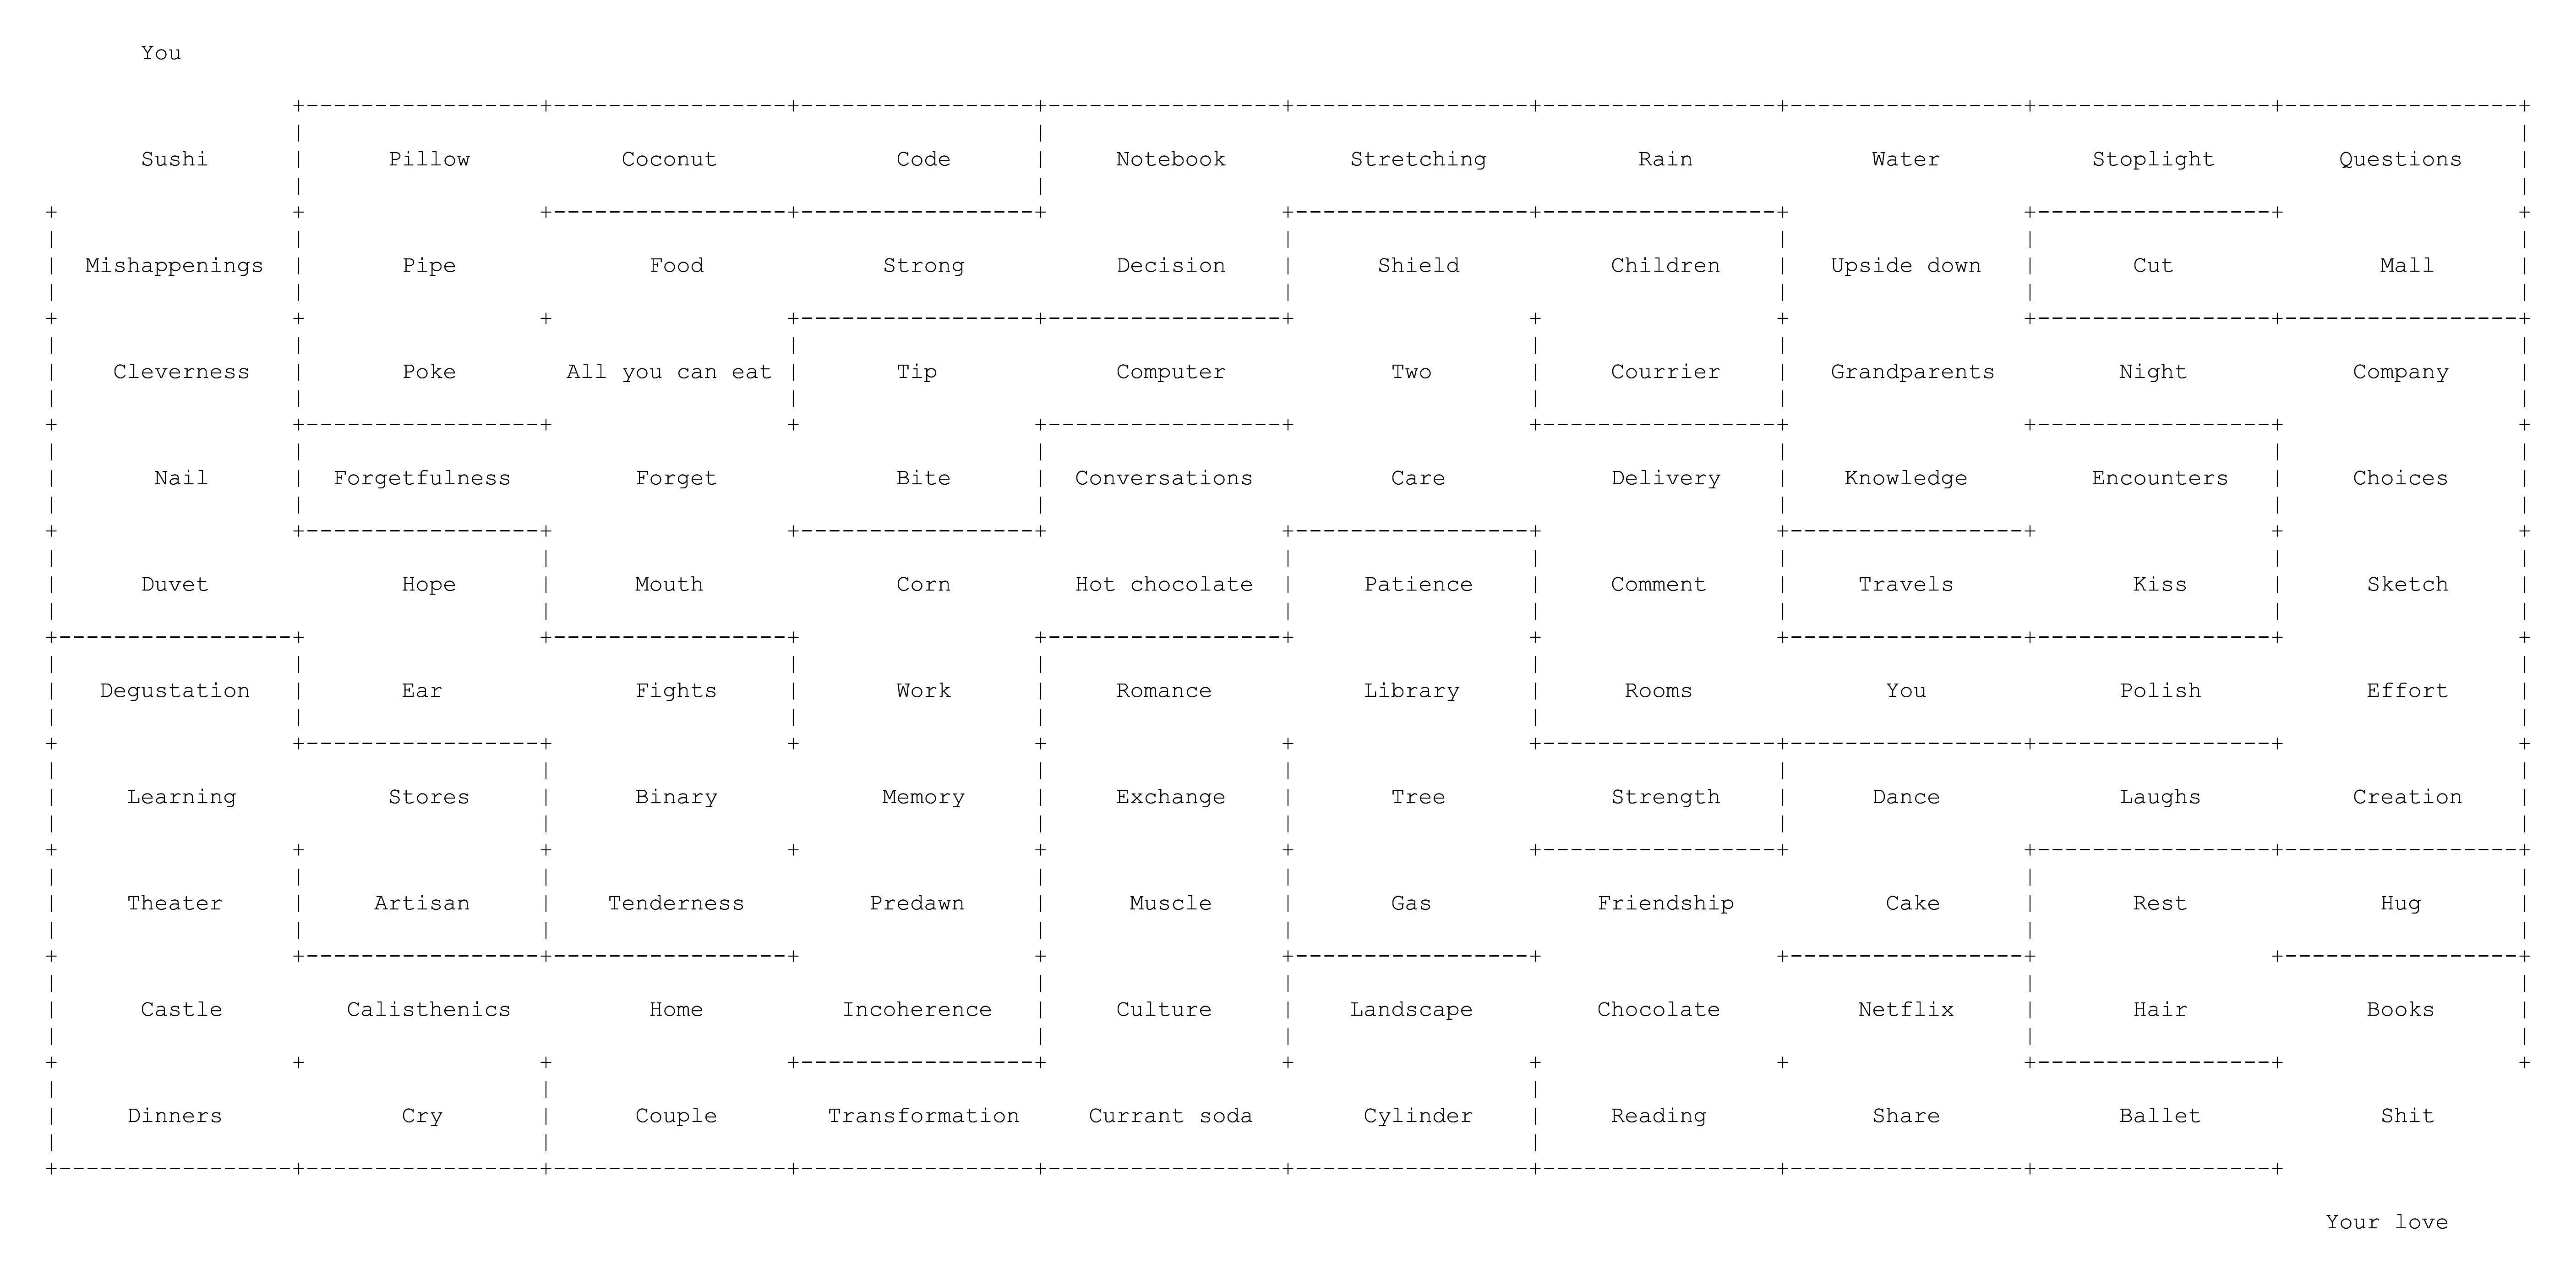 You
Sushi Pillow Coconut Code Notebook Stretching Rain Water Stoplight Questions
Mishappenings Pipe Food Strong Decision Shield Children Upside down Cut Mall
Cleverness Poke All you can eat Tip Computer Two Courrier Grandparents Night Company
Nail Forgetfulness Forget Bite Conversations Care Delivery Knowledge Encounters Choices
Duvet Hope Mouth Corn Hot chocolate Patience Comment Travels Kiss Sketch
Degustation Ear Fights Work Romance Library Rooms You Polish Effort
Learning Stores Binary Memory Exchange Tree Strength Dance Laughs Creation
Theater Artisan Tenderness Predawn Muscle Gas Friendship Cake Rest Hug
Castle Calisthenics Home Incoherence Culture Landscape Chocolate Netflix Hair Books
Dinners Cry Couple Transformation Currant soda Cylinder Reading Share Ballet Shit
Your love